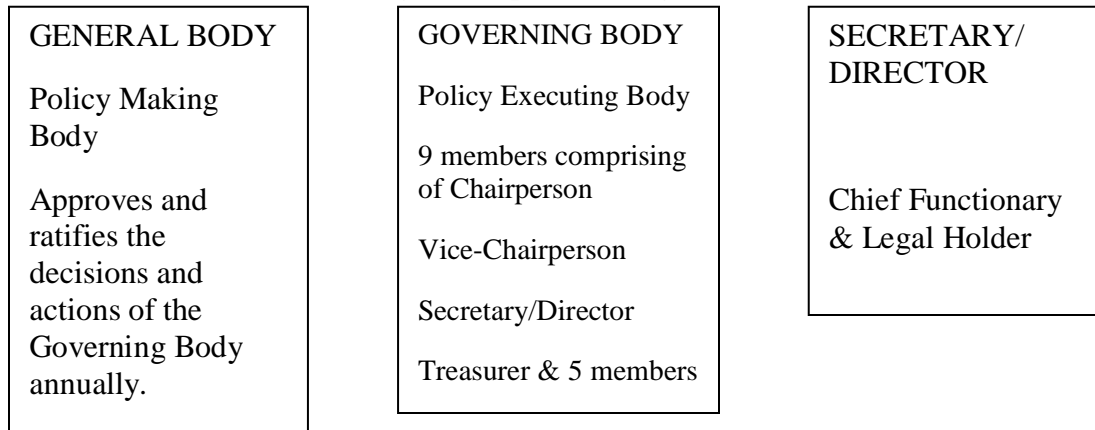 GENERAL BODY
Policy Making
Body
Approves and
ratifies the
decisions and
actions of the
Governing Body
annually.
GOVERNING BODY
Policy Executing Body
9 members comprising
of Chairperson
Vice-Chairperson
Secretary/Director
Treasurer & 5 members
SECRETARY/
DIRECTOR
Chief Functionary
& Legal Holder